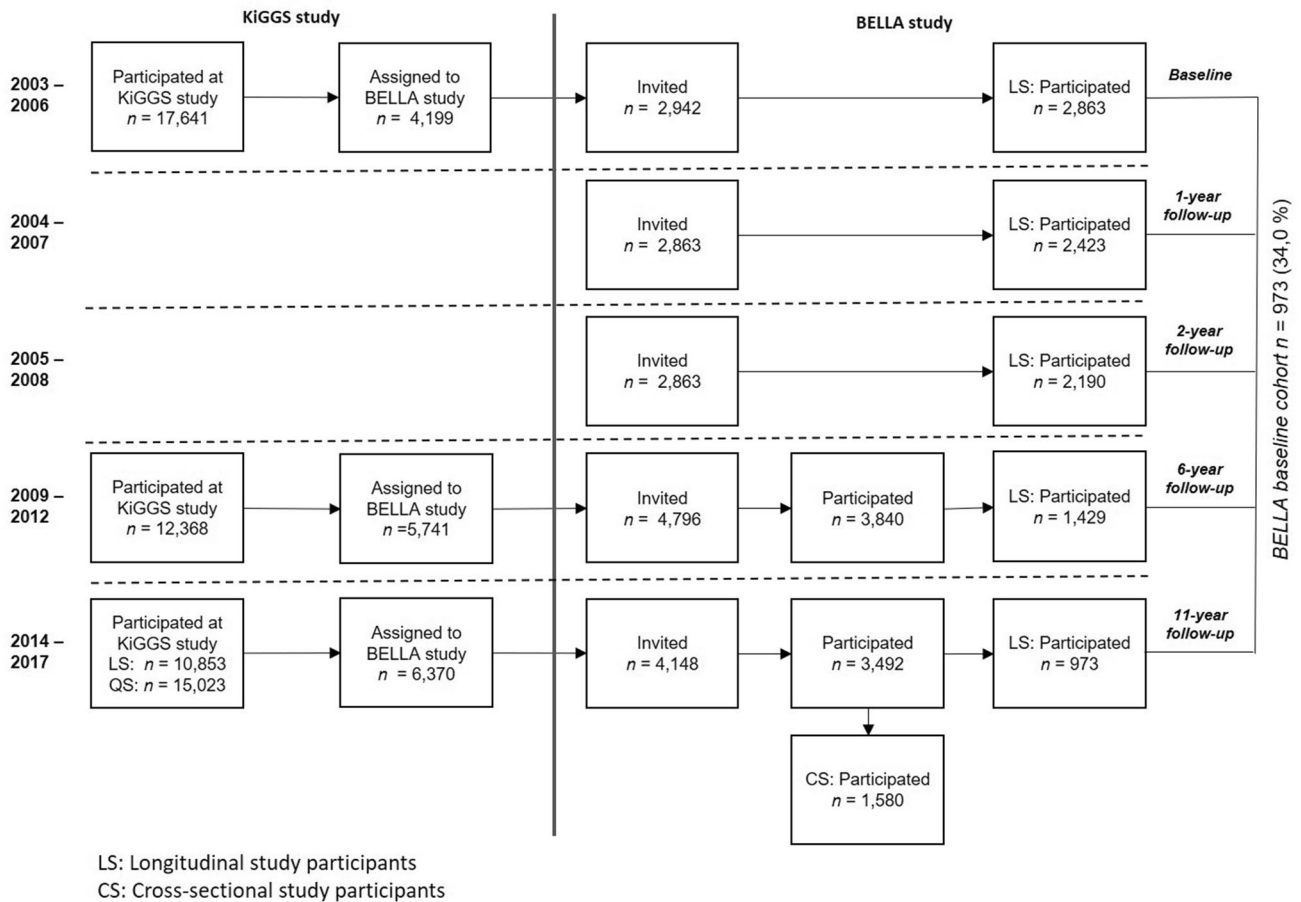 KiGGS study
BELLA study
2003 –
2006
Participated at
KiGGS study
n = 17,641
Assigned to
BELLA study
n = 4,199
Invited
n = 2,942
LS: Participated
n = 2,863
Baseline
2004 –
2007
Invited
n = 2,863
LS: Participated
n = 2,423
1-year
follow-up
2005 –
2008
Invited
n = 2,863
LS: Participated
n = 2,190
2-year
follow-up
2009 –
2012
Participated at
KiGGS study
n = 12,368
Assigned to
BELLA study
n =5,741
Invited
n = 4,796
Participated
n = 3,840
LS: Participated
n = 1,429
6-year
follow-up
2014 –
2017
Participated at
KiGGS study
LS: n = 10,853
QS: n = 15,023
Assigned to
BELLA study
n = 6,370
Invited
n = 4,148
Participated
n = 3,492
LS: Participated
n = 973
11-year
follow-up
CS: Participated
n = 1,580
BELLA baseline cohort n = 973 (34,0 %)
LS: Longitudinal study participants
CS: Cross-sectional study participants